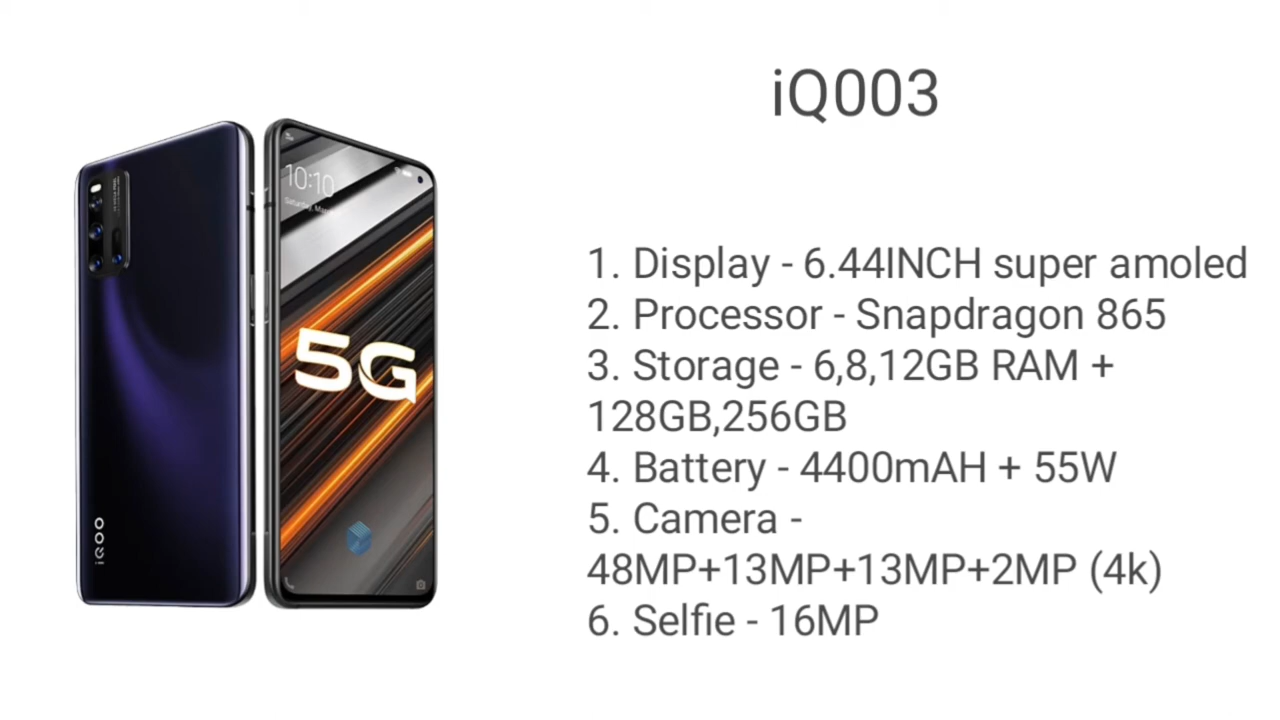 iQ003
10:10
5G
iQOO
1. Display - 6.44INCH super amoled
2. Processor - Snapdragon 865
3. Storage - 6,8,12GB RAM +
128GB,256GB
4. Battery - 4400mAH + 55W
5. Camera -
48MP+13MP+13MP+2MP (4k)
6. Selfie - 16MP